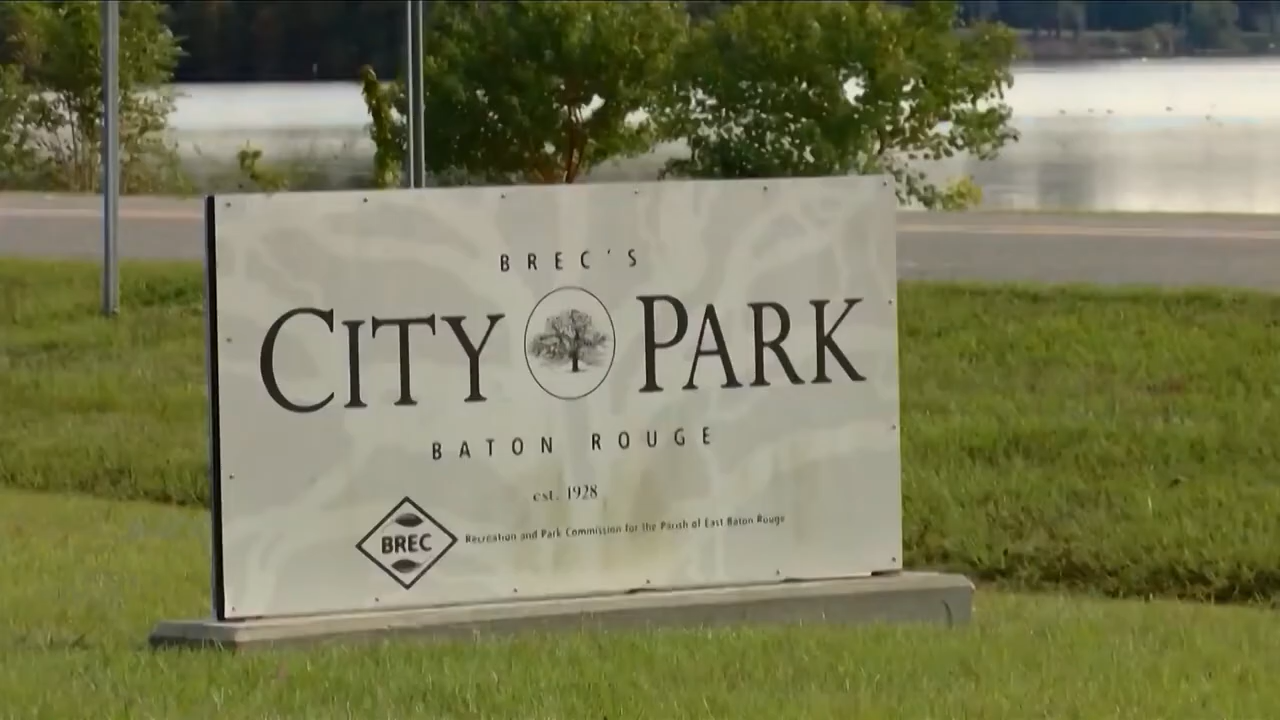 BREC'S
CITY PARK
BATON ROUGE
est. 1928
BREC
Recreation and Park Commission for the Parish of East Baton Rouge